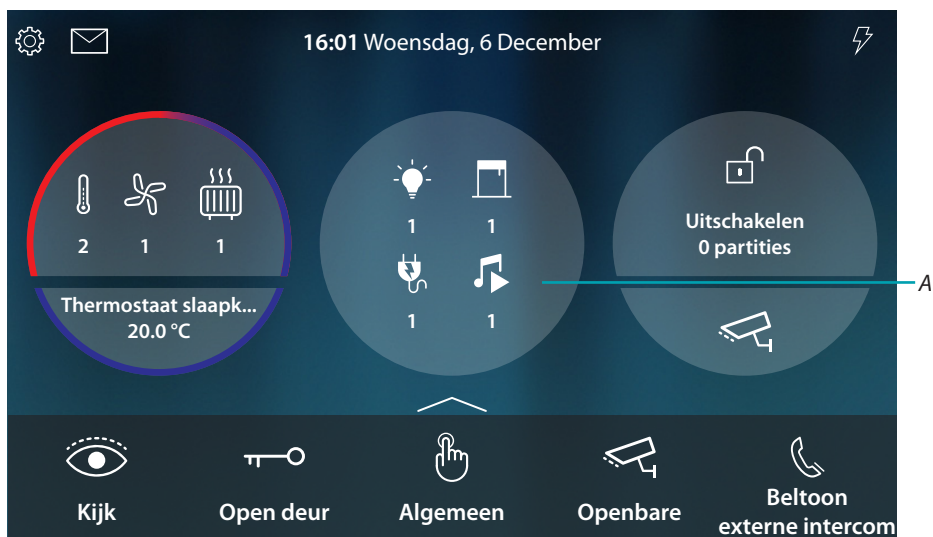 16:01 Woensdag, 6 December
2 1 1
Thermostaat slaapk...
20.0 °C
1 1
1 1
Uitschakelen
0 partities
A
Kijk
Open deur
Algemeen
Openbare
Beltoon
externe intercom